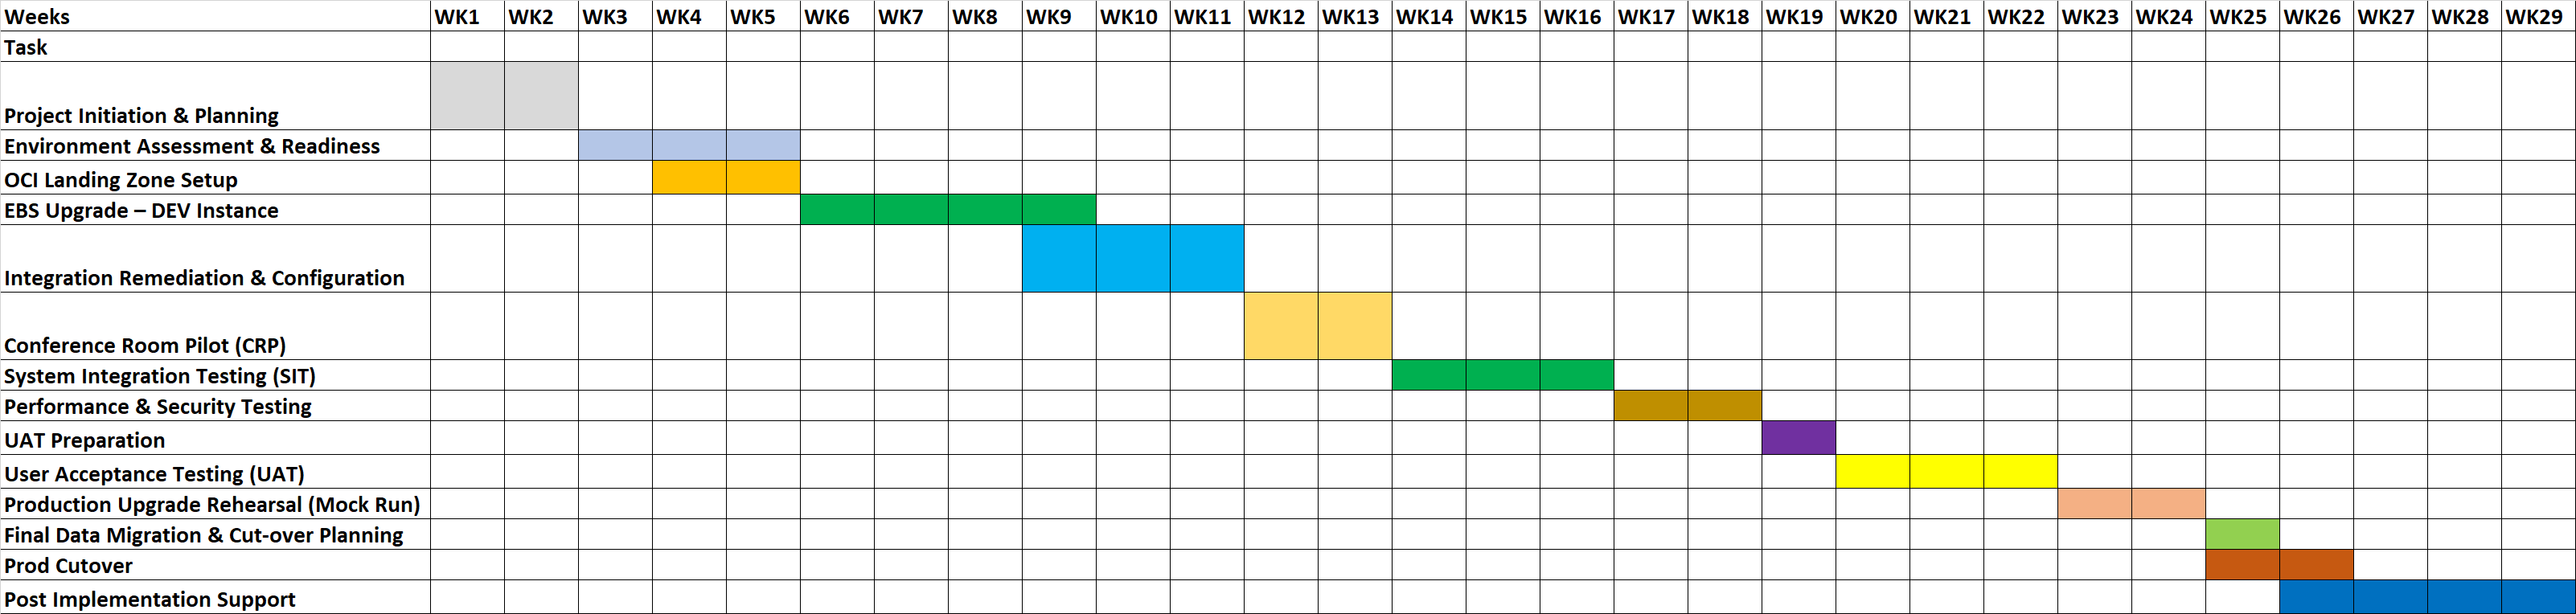 Weeks WK1 WK2 WK3 WK4 WK5 WK6 WK7 WK8 WK9 WK10 WK11 WK12 WK13 WK14 WK15 WK16 WK17 WK18 WK19 WK20 WK21 WK22 WK23 WK24 WK25 WK26 WK27 WK28 WK29
Task
Project Initiation & Planning
Environment Assessment & Readiness
OCI Landing Zone Setup
EBS Upgrade – DEV Instance
Integration Remediation & Configuration
Conference Room Pilot (CRP)
System Integration Testing (SIT)
Performance & Security Testing
UAT Preparation
User Acceptance Testing (UAT)
Production Upgrade Rehearsal (Mock Run)
Final Data Migration & Cut-over Planning
Prod Cutover
Post Implementation Support